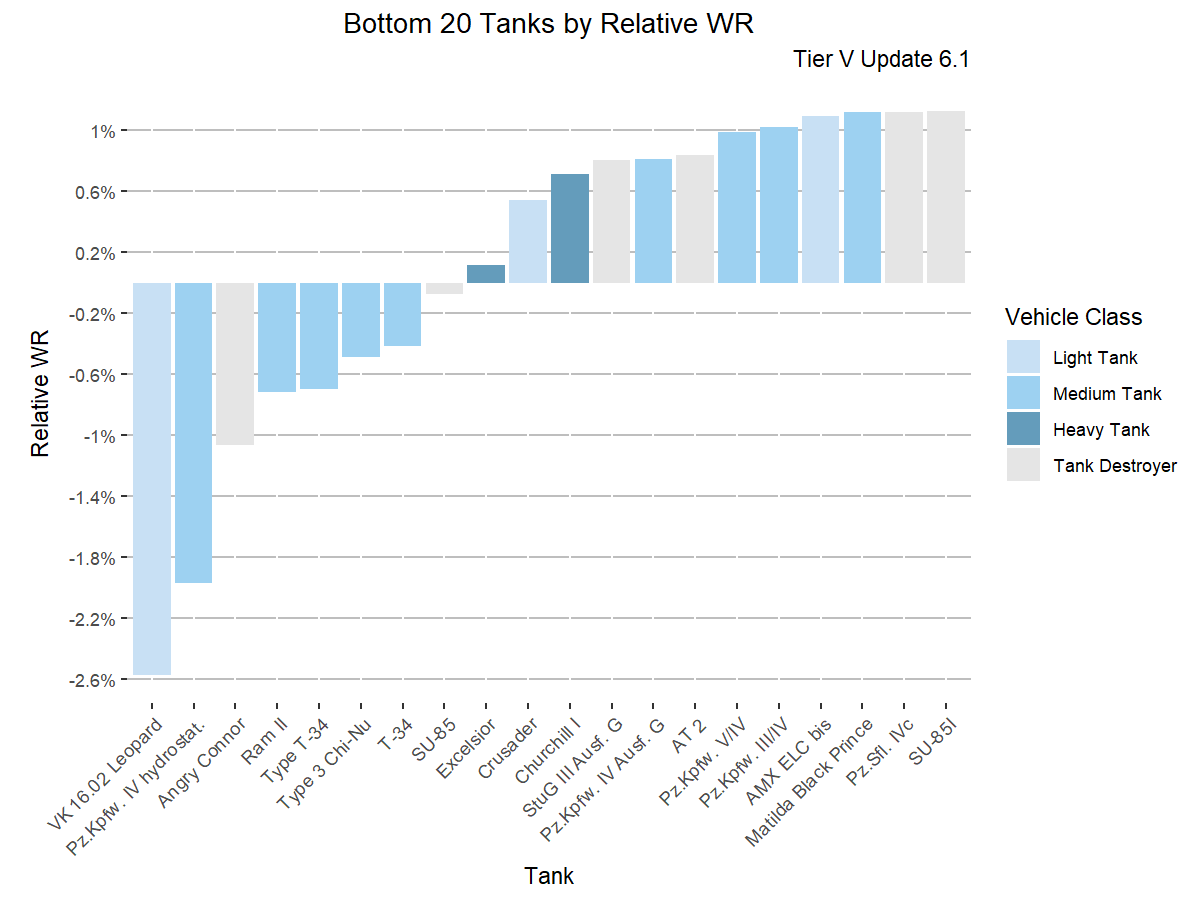 Bottom 20 Tanks by Relative WR
Tier V Update 6.1
1%
0.6%
0.2%
-0.2%
-0.6%
-1%
-1.4%
-1.8%
-2.2%
-2.6%
Relative WR
VK 16.02 Leopard
Pz.Kpfw. IV hydrostat.
Angry Connor
Ram II
Type T-34
Type 3 Chi-Nu
T-34
SU-85
Excelsior
Crusader
Churchill I
StuG III Ausf. G
Pz.Kpfw. IV Ausf. G
AT 2
Pz.Kpfw. V/IV
Pz.Kpfw. III/IV
AMX ELC bis
Matilda Black Prince
Pz.Sfl. IVc
SU-85I
Tank
Vehicle Class
Light Tank
Medium Tank
Heavy Tank
Tank Destroyer